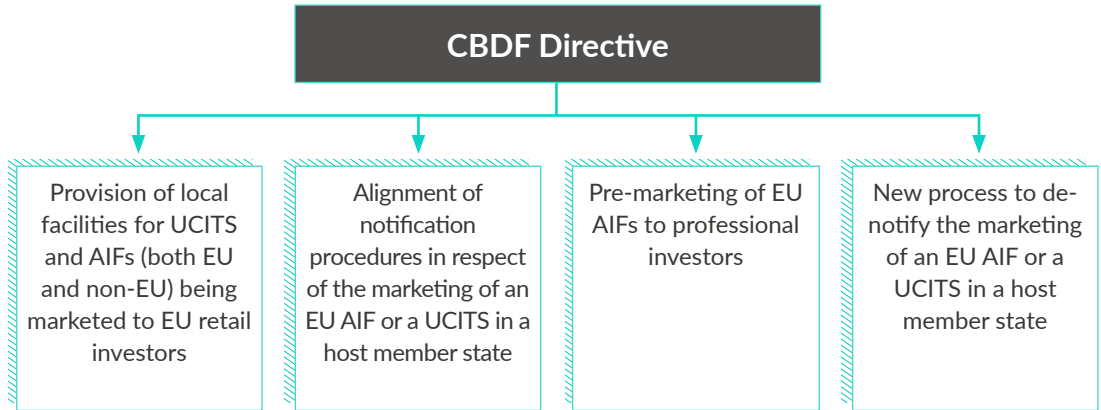 CBDF Directive
Provision of local
facilities for UCITS
and AIFs (both EU
and non-EU) being
marketed to EU retail
investors
Alignment of
notification
procedures in respect
of the marketing of an
EU AIF or a UCITS in a
host member state
Pre-marketing of EU
AIFs to professional
investors
New process to de-
notify the marketing
of an EU AIF or a
UCITS in a host
member state